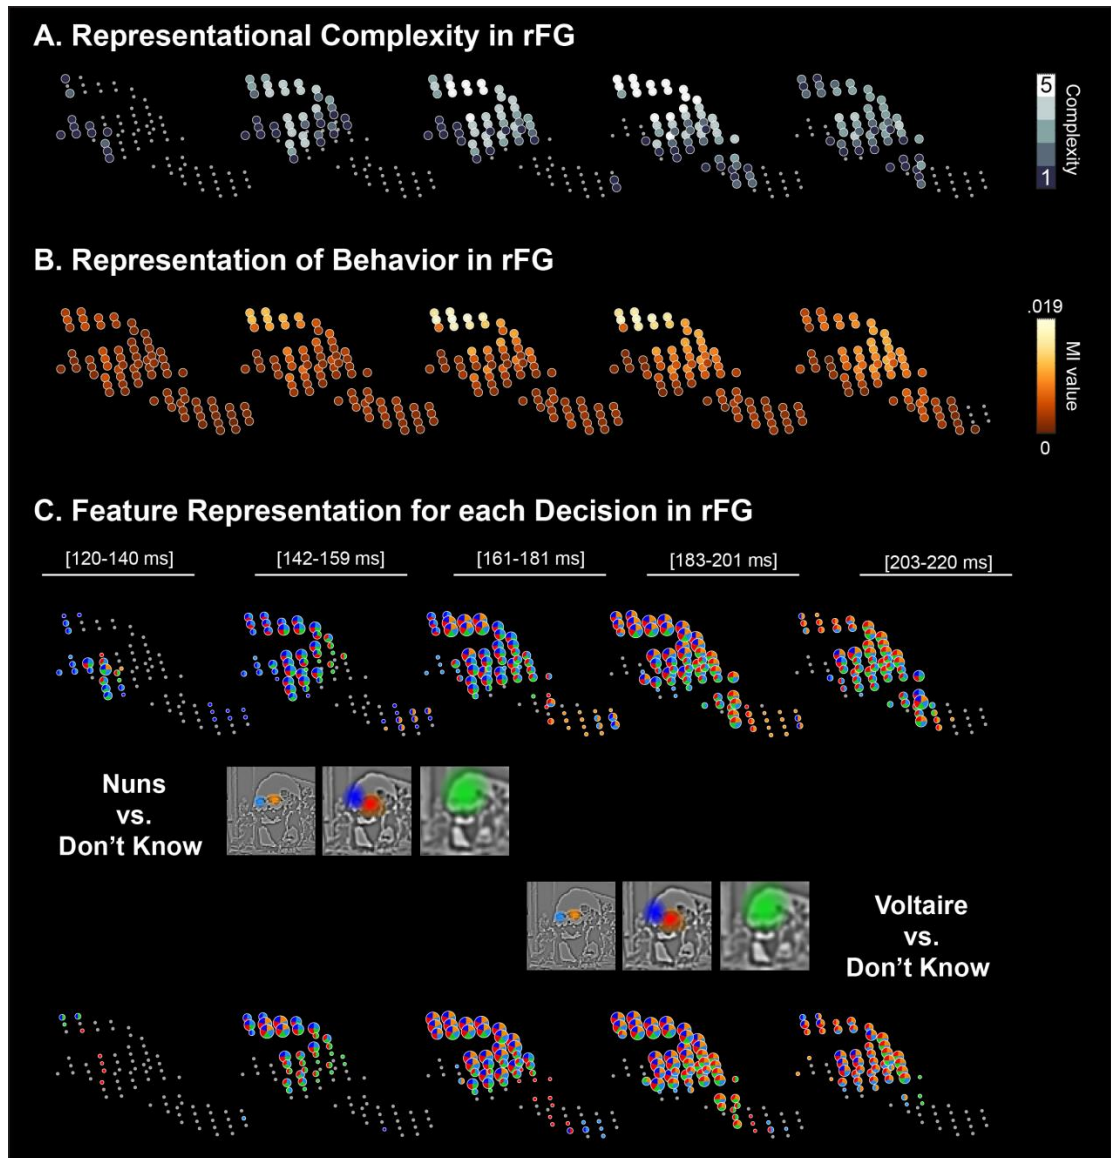 A. Representational Complexity in rFG
5
1
Complexity
B. Representation of Behavior in rFG
.019
MI value
0
C. Feature Representation for each Decision in rFG
[120-140 ms] [142-159 ms] [161-181 ms] [183-201 ms] [203-220 ms]
Nuns
vs.
Don't Know
Voltaire
vs.
Don't Know